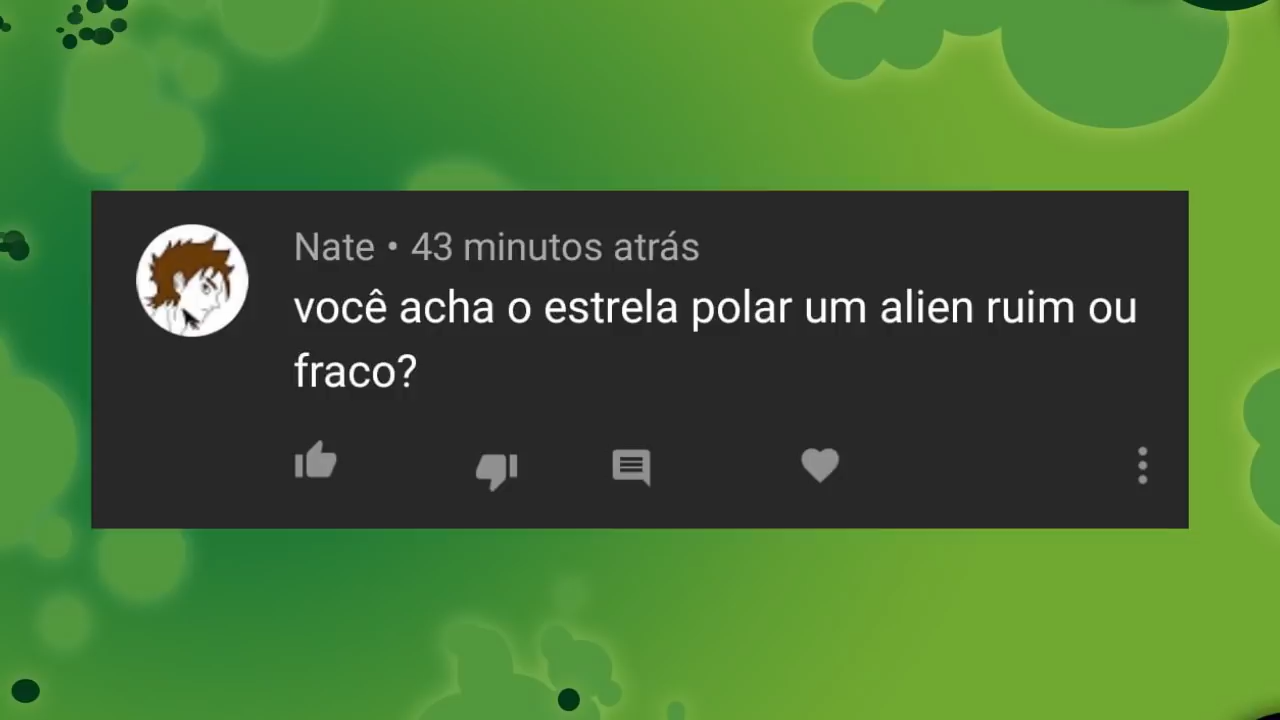 Nate • 43 minutos atrás
você acha o estrela polar um alien ruim ou
fraco?